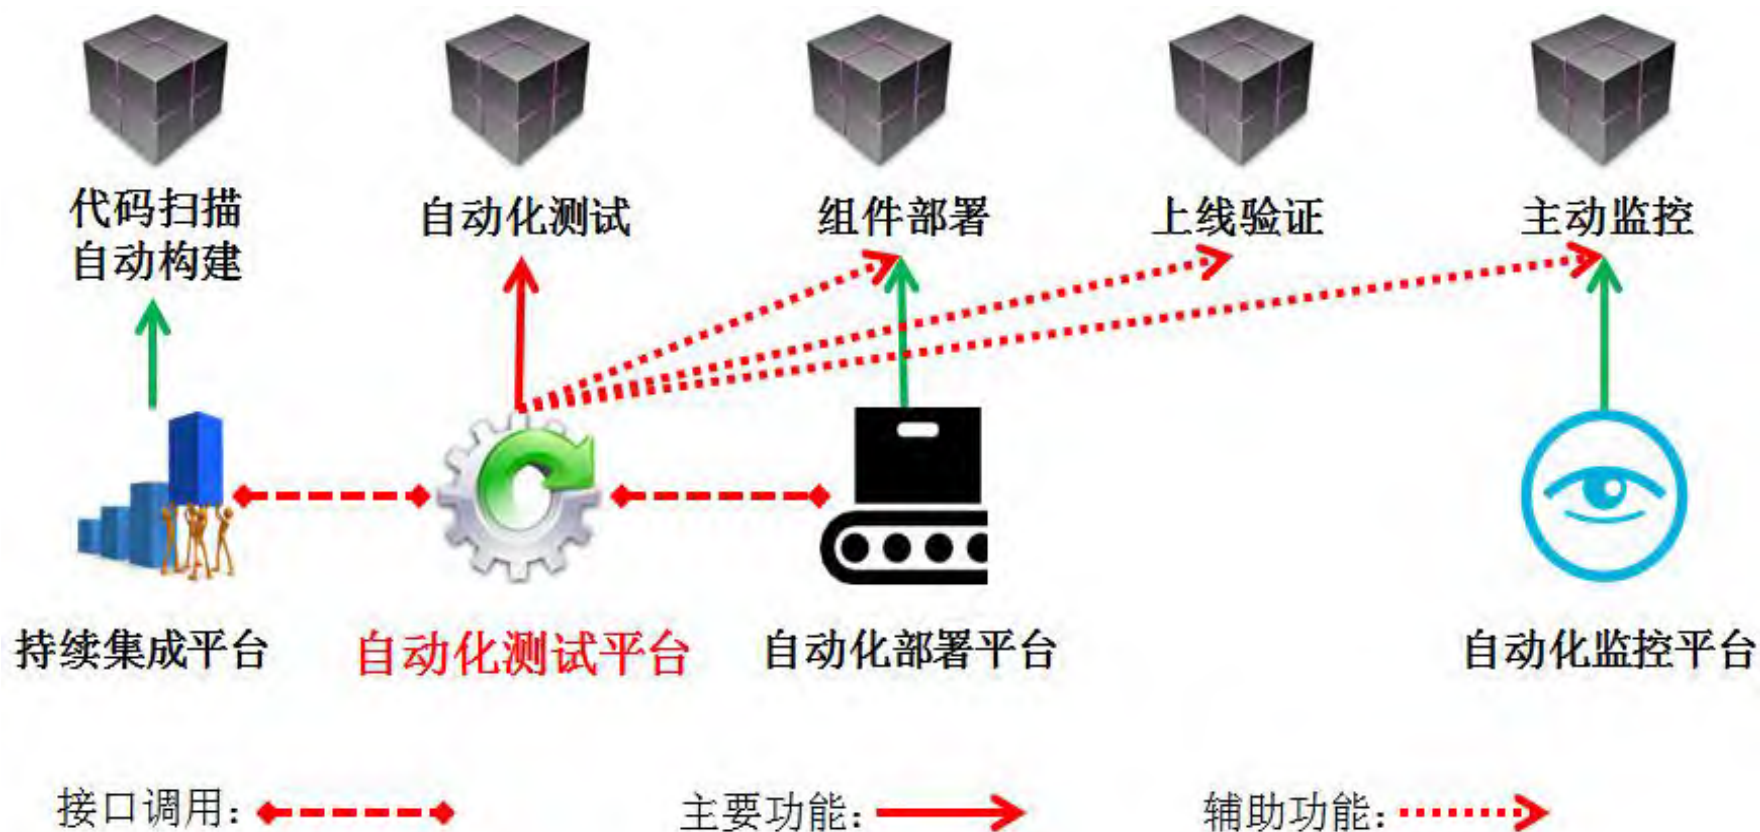 代码扫描
自动构建
自动化测试
组件部署
上线验证
主动监控
持续集成平台
自动化测试平台
自动化部署平台
自动化监控平台
接口调用:
主要功能:
辅助功能: